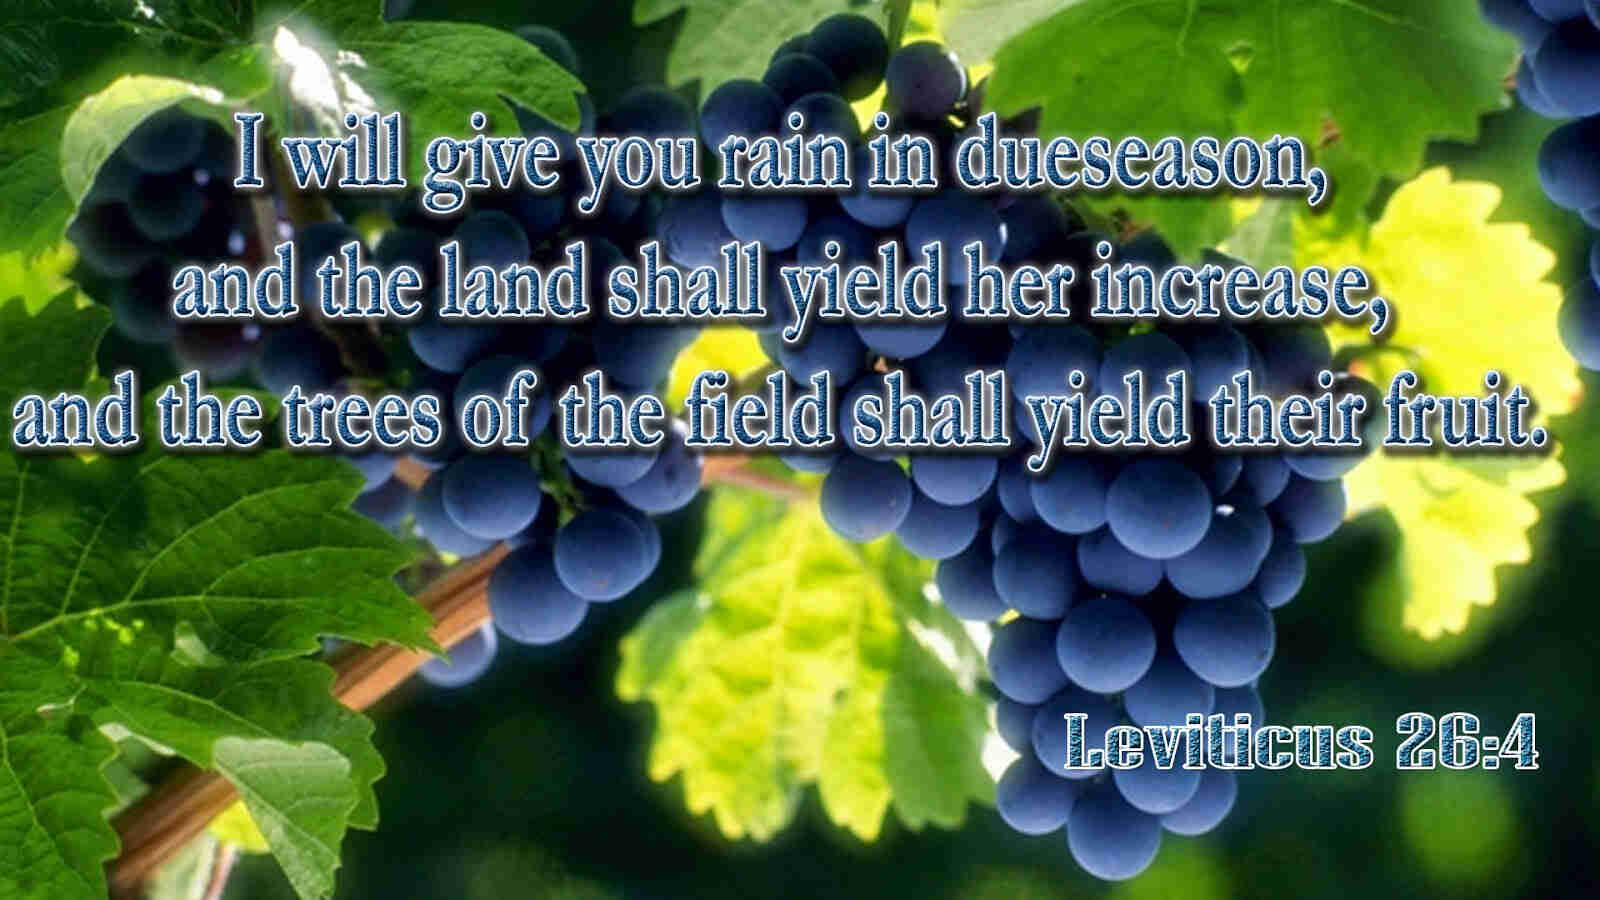 I will give you rain in dueseason,
and the land shall yield her increase,
and the trees of the field shall yield their fruit.
Leviticus 26:4